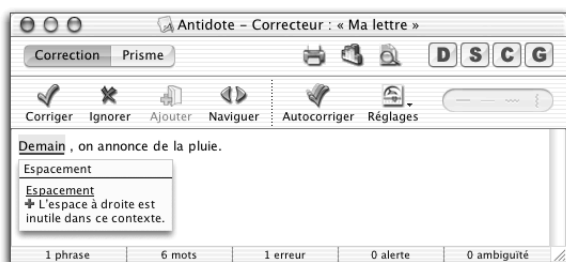 Antidote – Correcteur : « Ma lettre »
Correction Prisme D S C G
Corriger Ignorer Ajouter Naviguer Autocorriger Réglages
Demain , on annonce de la pluie.
Espacement
Espacement
✚ L'espace à droite est
inutile dans ce contexte.
1 phrase 6 mots 1 erreur 0 alerte 0 ambiguïté